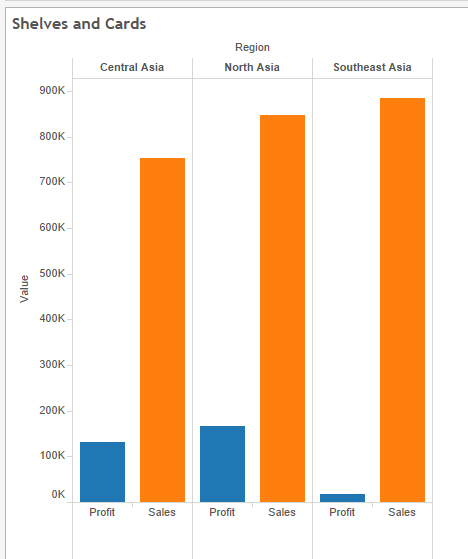 Shelves and Cards
Region
Central Asia North Asia Southeast Asia
900K
800K
700K
600K
500K
400K
300K
200K
100K
0K
Value
Profit Sales Profit Sales Profit Sales